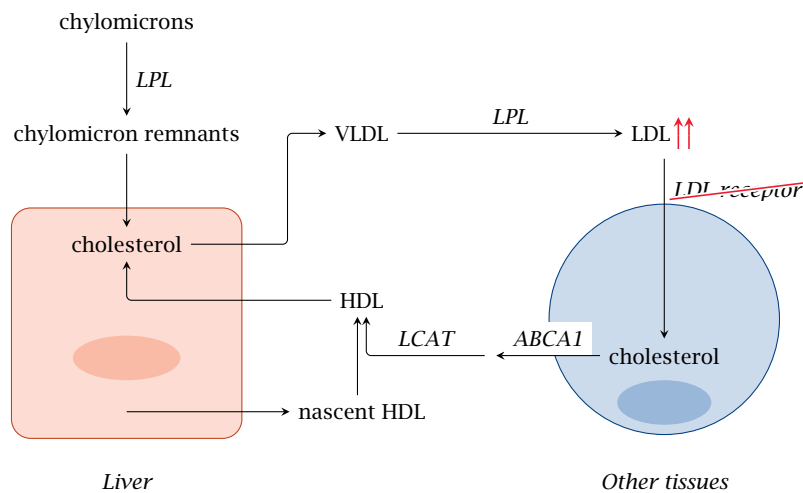 chylomicrons
LPL
chylomicron remnants
VLDL
LPL
LDL
LDL receptor
cholesterol
HDL
LCAT
ABCA1
cholesterol
nascent HDL
Liver
Other tissues